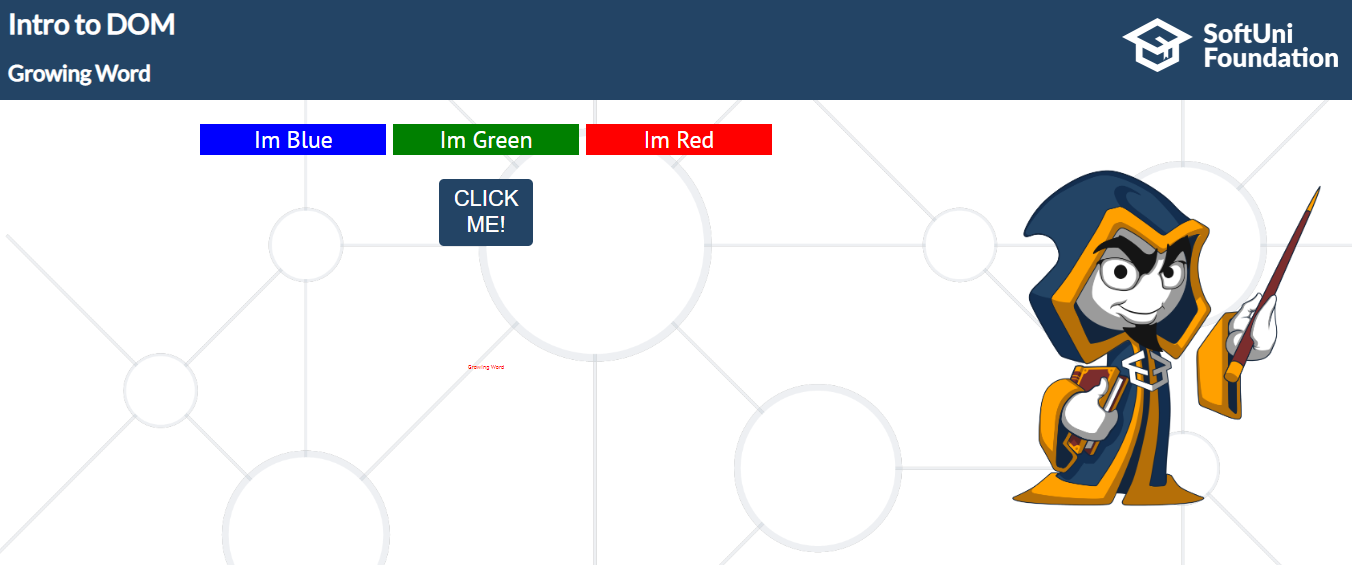 Intro to DOM
Growing Word
SoftUni
Foundation
Im Blue
Im Green
Im Red
CLICK
ME!
Growing Word